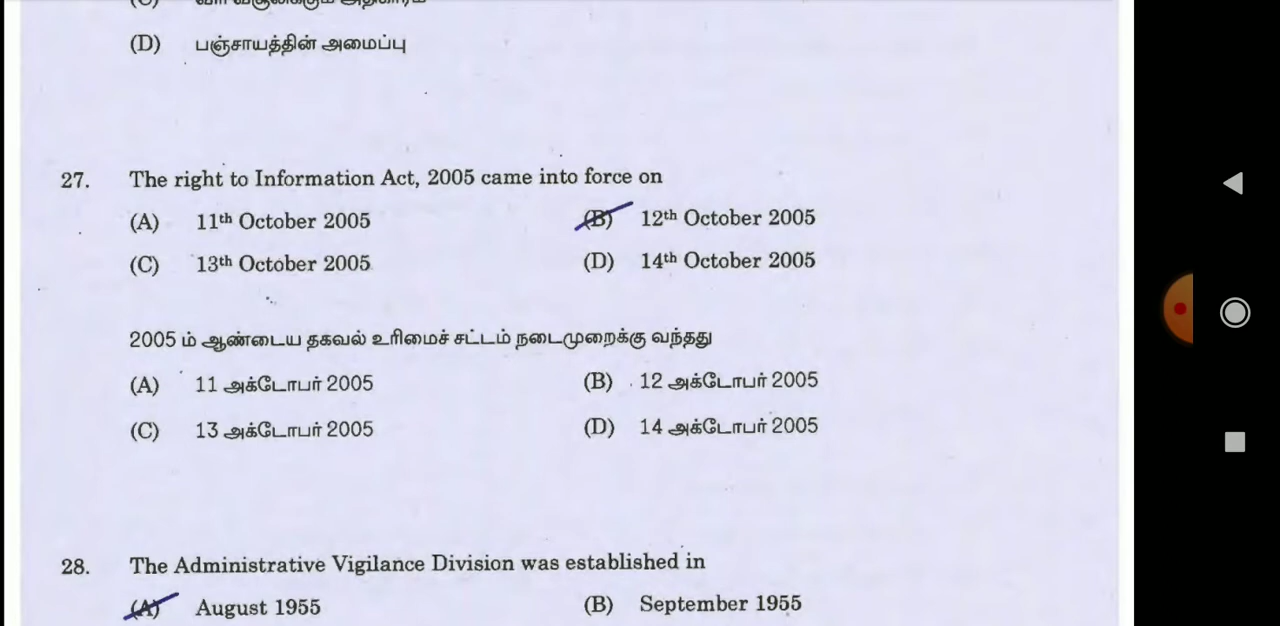 (D) பஞ்சாயத்தின் அமைப்பு
27. The right to Information Act, 2005 came into force on
(A) 11th October 2005 (B) 12th October 2005
(C) 13th October 2005 (D) 14th October 2005
2005 ம் ஆண்டைய தகவல் உரிமைச் சட்டம் நடைமுறைக்கு வந்தது
(A) 11 அக்டோபர் 2005 (B) 12 அக்டோபர் 2005
(C) 13 அக்டோபர் 2005 (D) 14 அக்டோபர் 2005
28. The Administrative Vigilance Division was established in
(A) August 1955 (B) September 1955